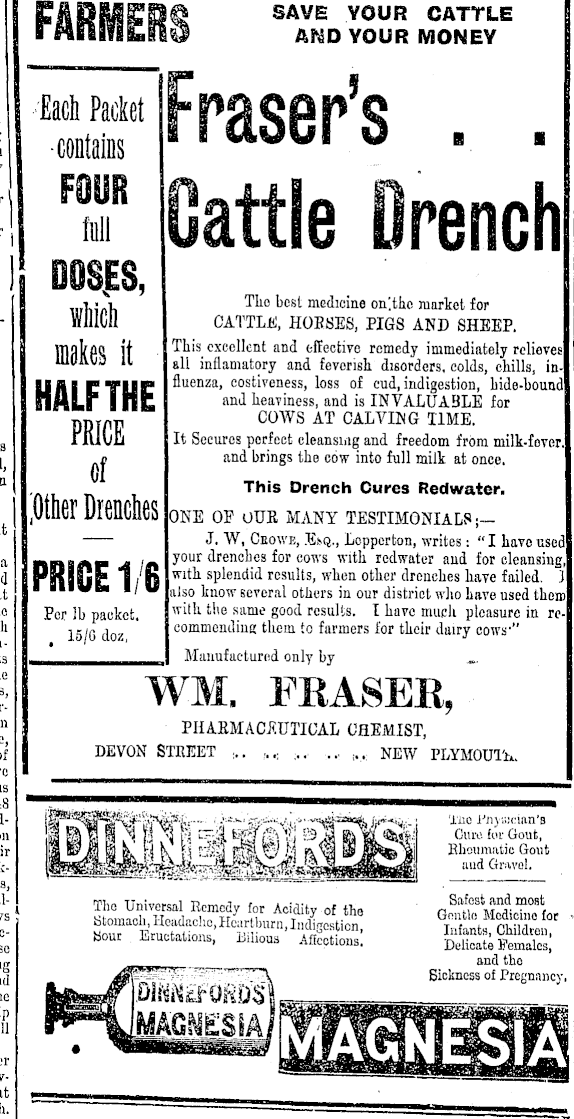 FARMERS
SAVE YOUR CATTLE
AND YOUR MONEY
Each Packet
contains
FOUR
full
DOSES,
which
makes it
HALF THE
PRICE
of
Other Drenches
PRICE 1/6
Per lb packet.
15/6 doz,
Fraser's . .
Cattle Drench
The best medicine on the market for
CATTLE, HORSES, PIGS AND SHEEP.
This excellent and effective remedy immediately relieves
all inflamatory and feverish disorders, colds, chills, in-
fluenza, costiveness, loss of cud, indigestion, hide-bound
and heaviness, and is INVALUABLE for
COWS AT CALVING TIME.
It Secures perfect cleansing and freedom from milk-fever.
and brings the cow into full milk at once.
This Drench Cures Redwater.
ONE OF OUR MANY TESTIMONIALS;—
J. W, CROWE, ESQ., Lepperton, writes : "I have used
your drenches for cows with redwater and for cleansing,
with splendid results, when other drenches have failed. I
also know several others in our district who have used them
with the same good results. I have much pleasure in re-
commending them to farmers for their dairy cows"
Manufactured only by
WM. FRASER,
PHARMACEUTICAL CHEMIST,
DEVON STREET .. .. .. .. .. NEW PLYMOUTH.
DINNEFORDS
The Universal Remedy for Acidity of the
Stomach, Headache, Heartburn, Indigestion,
Sour Eructations, Bilious Affections.
The Physician's
Cure for Gout,
Rheumatic Gout
and Gravel.
Safest and most
Gentle Medicine for
Infants, Children,
Delicate Females,
and the
Sickness of Pregnancy.
DINNEFORDS
MAGNESIA
MAGNESIA